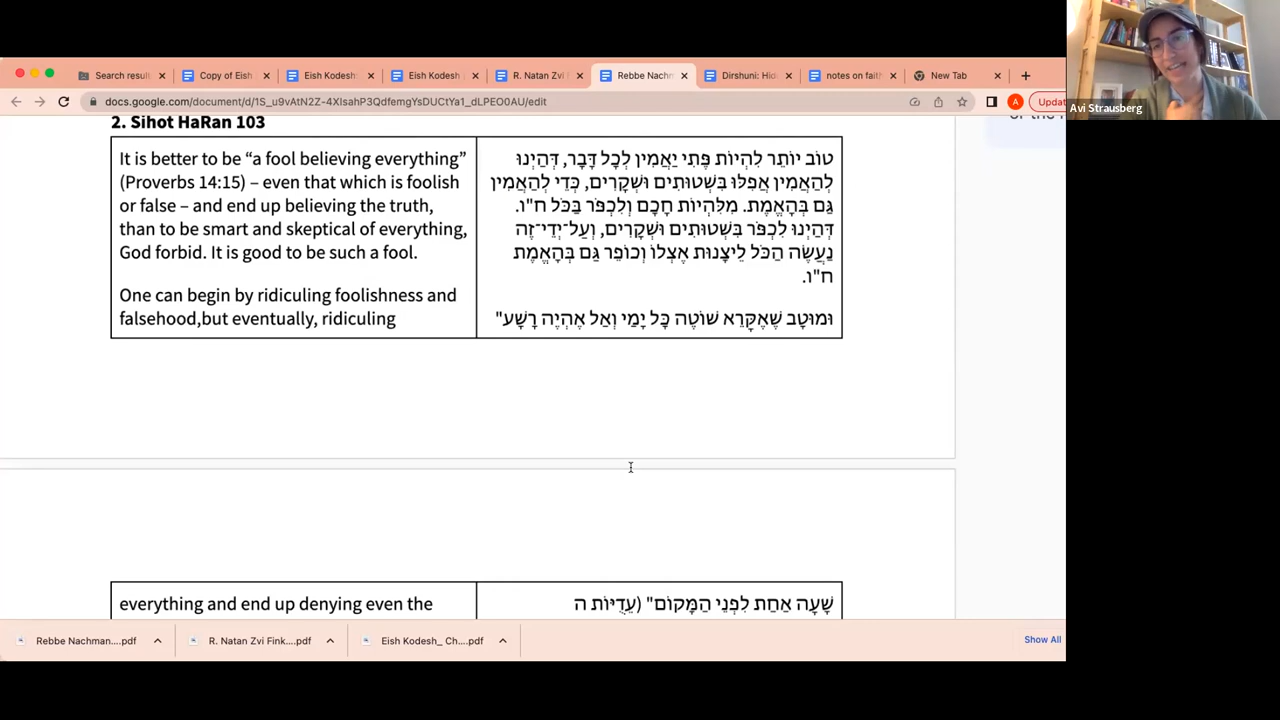 Search result
Copy of Eish
Eish Kodesh
Eish Kodesh
R. Natan Zvi F
Rebbe Nachm
Dirshuni: Hid
notes on faith
New Tab
docs.google.com/document/d/1S_u9vAtN2Z-4XIsahP3QdfemgYsDUCtYa1_dLPEO0AU/edit
A
Updat
Avi Strausberg
2. Sihot HaRan 103
It is better to be “a fool believing everything”
(Proverbs 14:15) – even that which is foolish
or false – and end up believing the truth,
than to be smart and skeptical of everything,
God forbid. It is good to be such a fool.
One can begin by ridiculing foolishness and
falsehood,but eventually, ridiculing
טוֹב יוֹתֵר לִהְיוֹת פֶּתִי יַאֲמִין לְכָל דָּבָר, דְּהַיְנוּ
לְהַאֲמִין אֲפִלּוּ בִּשְׁטוּתִים וּשְׁקָרִים, כְּדֵי לְהַאֲמִין
גַּם בְּהָאֱמֶת. מִלִּהְיוֹת חָכָם וְלִכְפֹּר בַּכֹּל ח"ו.
דְּהַיְנוּ לִכְפֹּר בִּשְׁטוּתִים וּשְׁקָרִים, וְעַל־יְדֵי־זֶה
נַעֲשֶׂה הַכֹּל לֵיצָנוּת אֶצְלוֹ וְכוֹפֵר גַּם בְּהָאֱמֶת
ח"ו.
וּמוּטָב שֶׁאֶקָּרֵא שׁוֹטֶה כָּל יָמַי וְאַל אֶהְיֶה רָשָׁע"
everything and end up denying even the
שָׁעָה אַחַת לִפְנֵי הַמָּקוֹם" (עֵדֻיּוֹת ה
Rebbe Nachman....pdf
R. Natan Zvi Fink....pdf
Eish Kodesh_ Ch....pdf
Show All